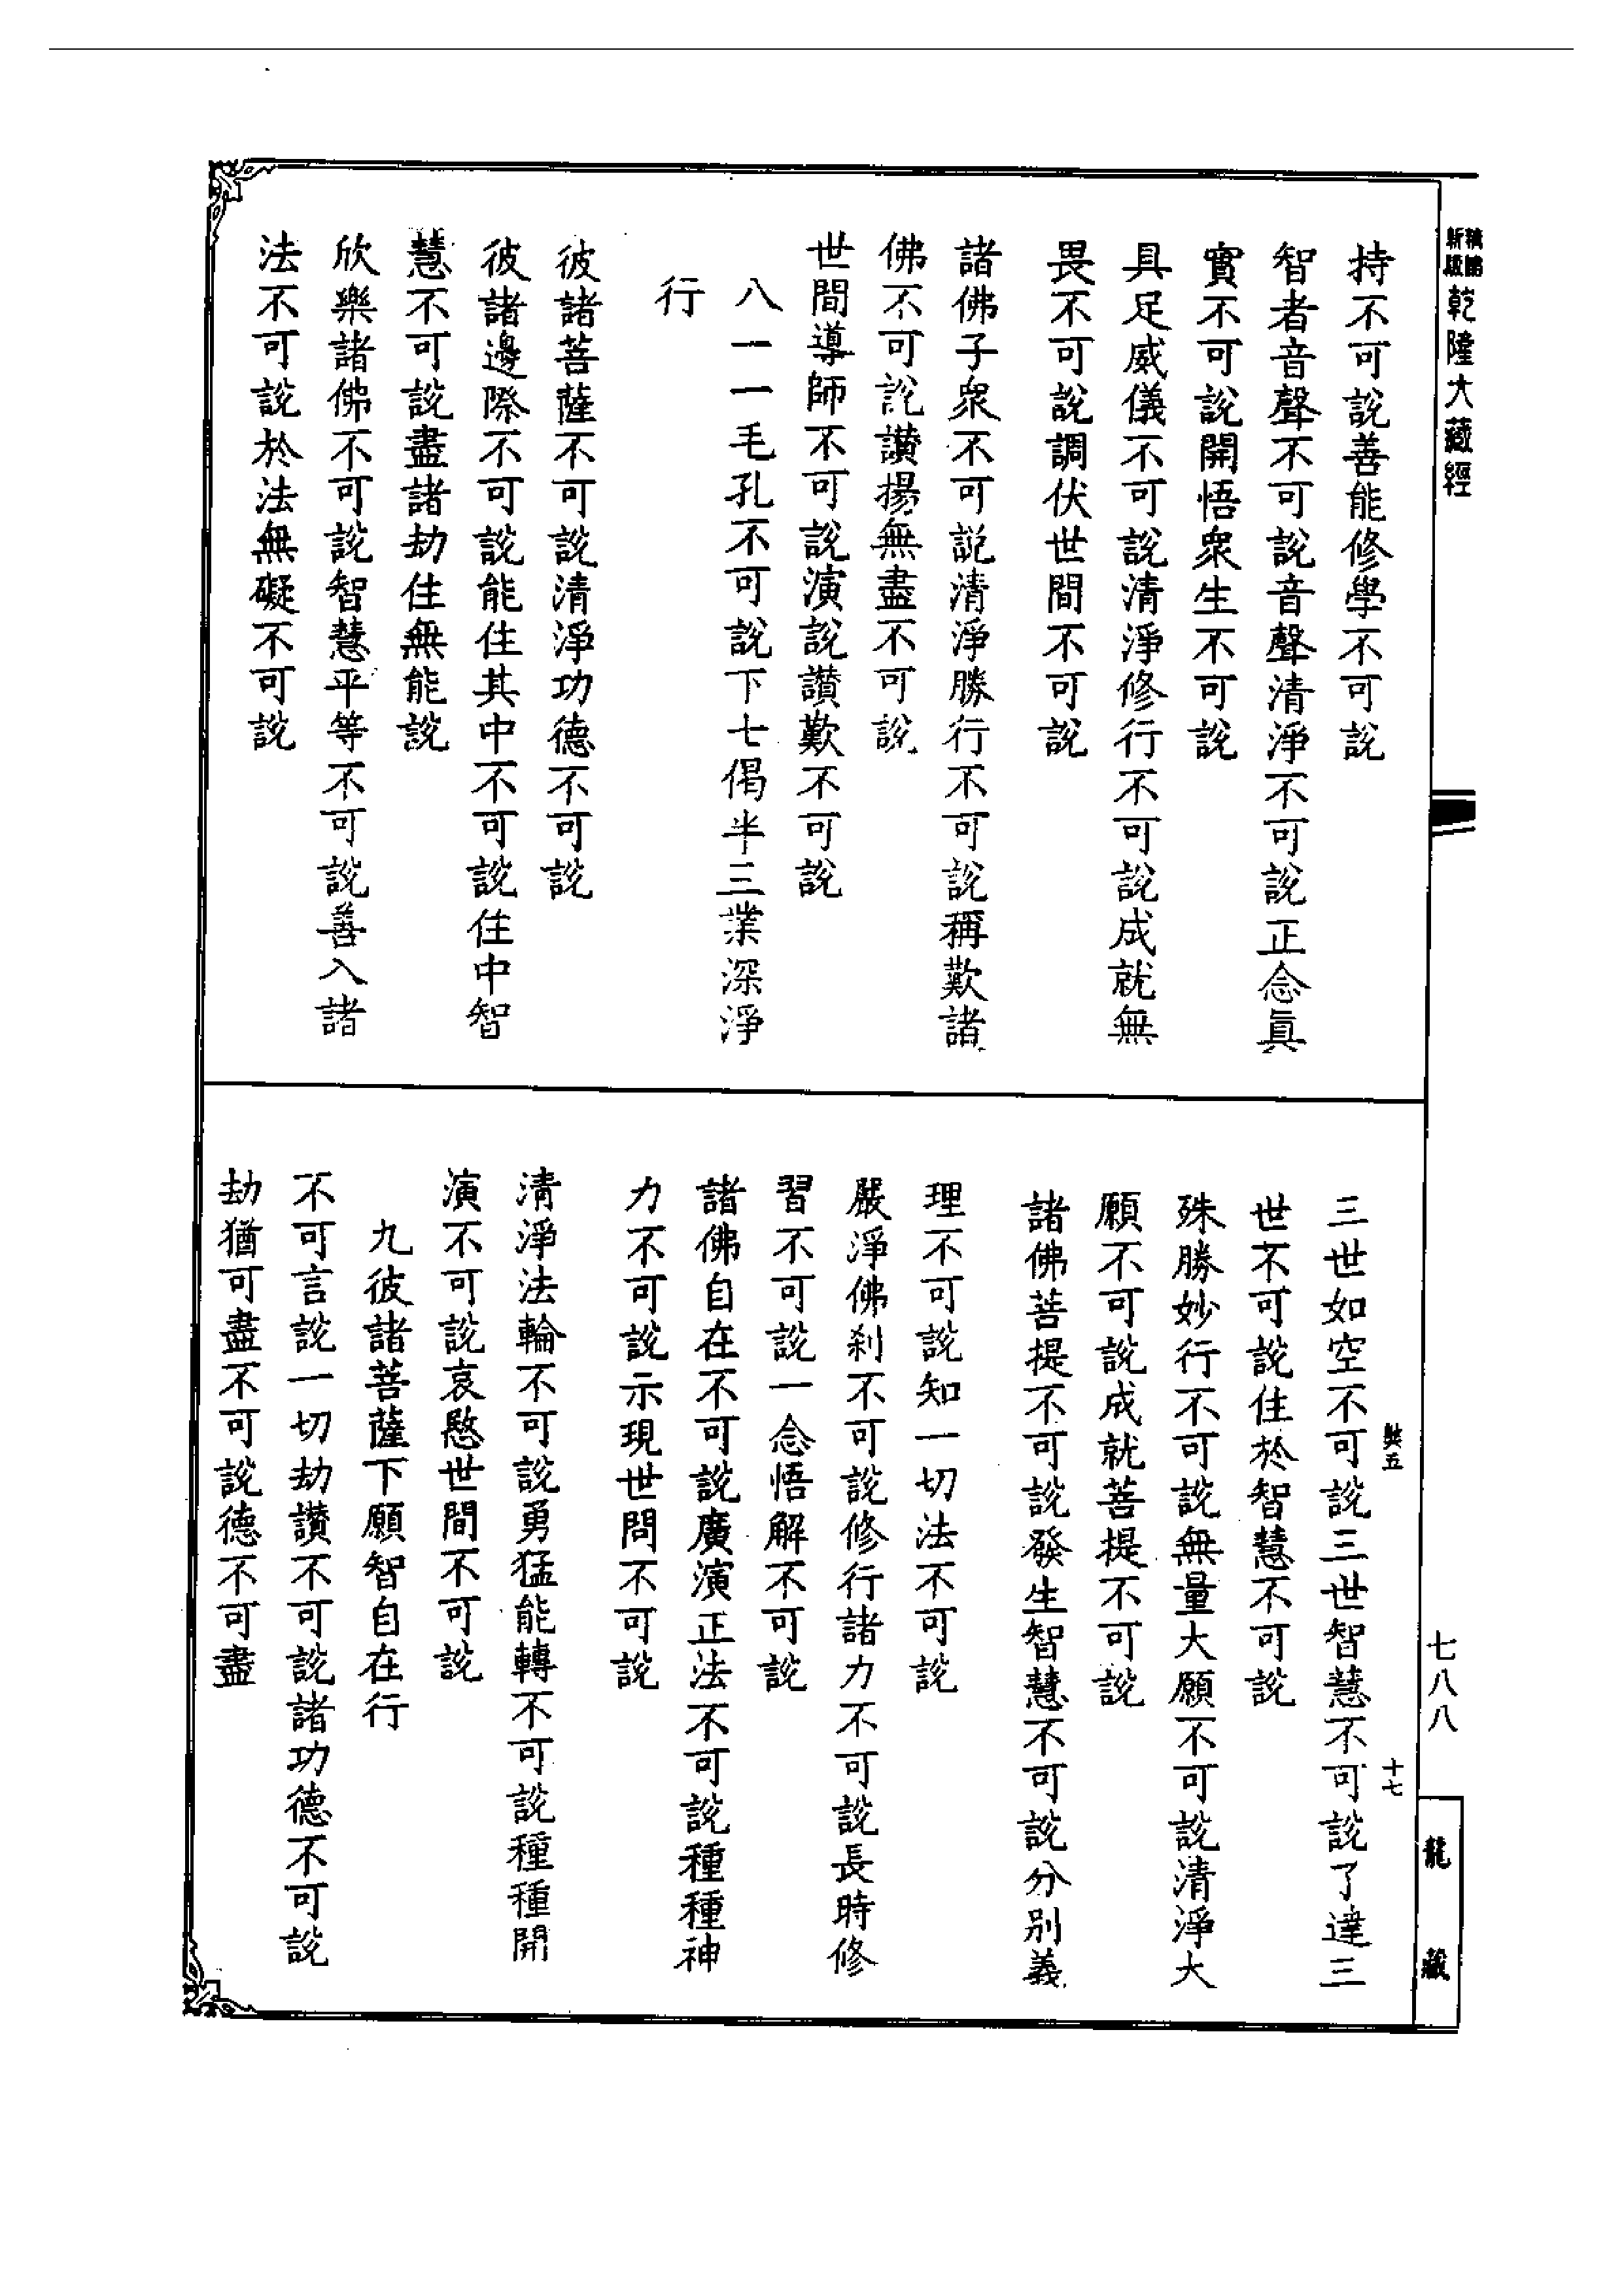 新版
乾隆大藏經
持不可說善能修學不可說
智者音聲不可說音聲清淨不可說正念眞
實不可說開悟衆生不可說
具足威儀不可說清淨修行不可說成就無
畏不可說調伏世間不可說
諸佛子衆不可説清淨勝行不可說稱歎諸
佛不可說讚揚無盡不可說
世間導師不可說演說讚歎不可說
八一一毛孔不可說下七偈半三業深淨
行
彼諸菩薩不可說清淨功德不可說
彼諸邊際不可說能住其中不可說住中智
慧不可說盡諸劫住無能說
欣樂諸佛不可說智慧平等不可說善入諸
法不可說於法無礙不可說
三世如空不可說三世智慧不可說了達三
世不可說住於智慧不可說
殊勝妙行不可說無量大願不可說清淨大
願不可說成就菩提不可說
諸佛菩提不可說發生智慧不可說分別義
理不可說知一切法不可說
嚴淨佛刹不可說修行諸力不可說長時修
習不可說一念悟解不可說
諸佛自在不可說廣演正法不可說種種神
力不可說示現世間不可說
清淨法輪不可說勇猛能轉不可說種種開
演不可說哀愍世間不可說
九彼諸菩薩下願智自在行
不可言說一切劫讚不可說諸功德不可說
劫猶可盡不可說德不可盡
七八八
十七
龍藏